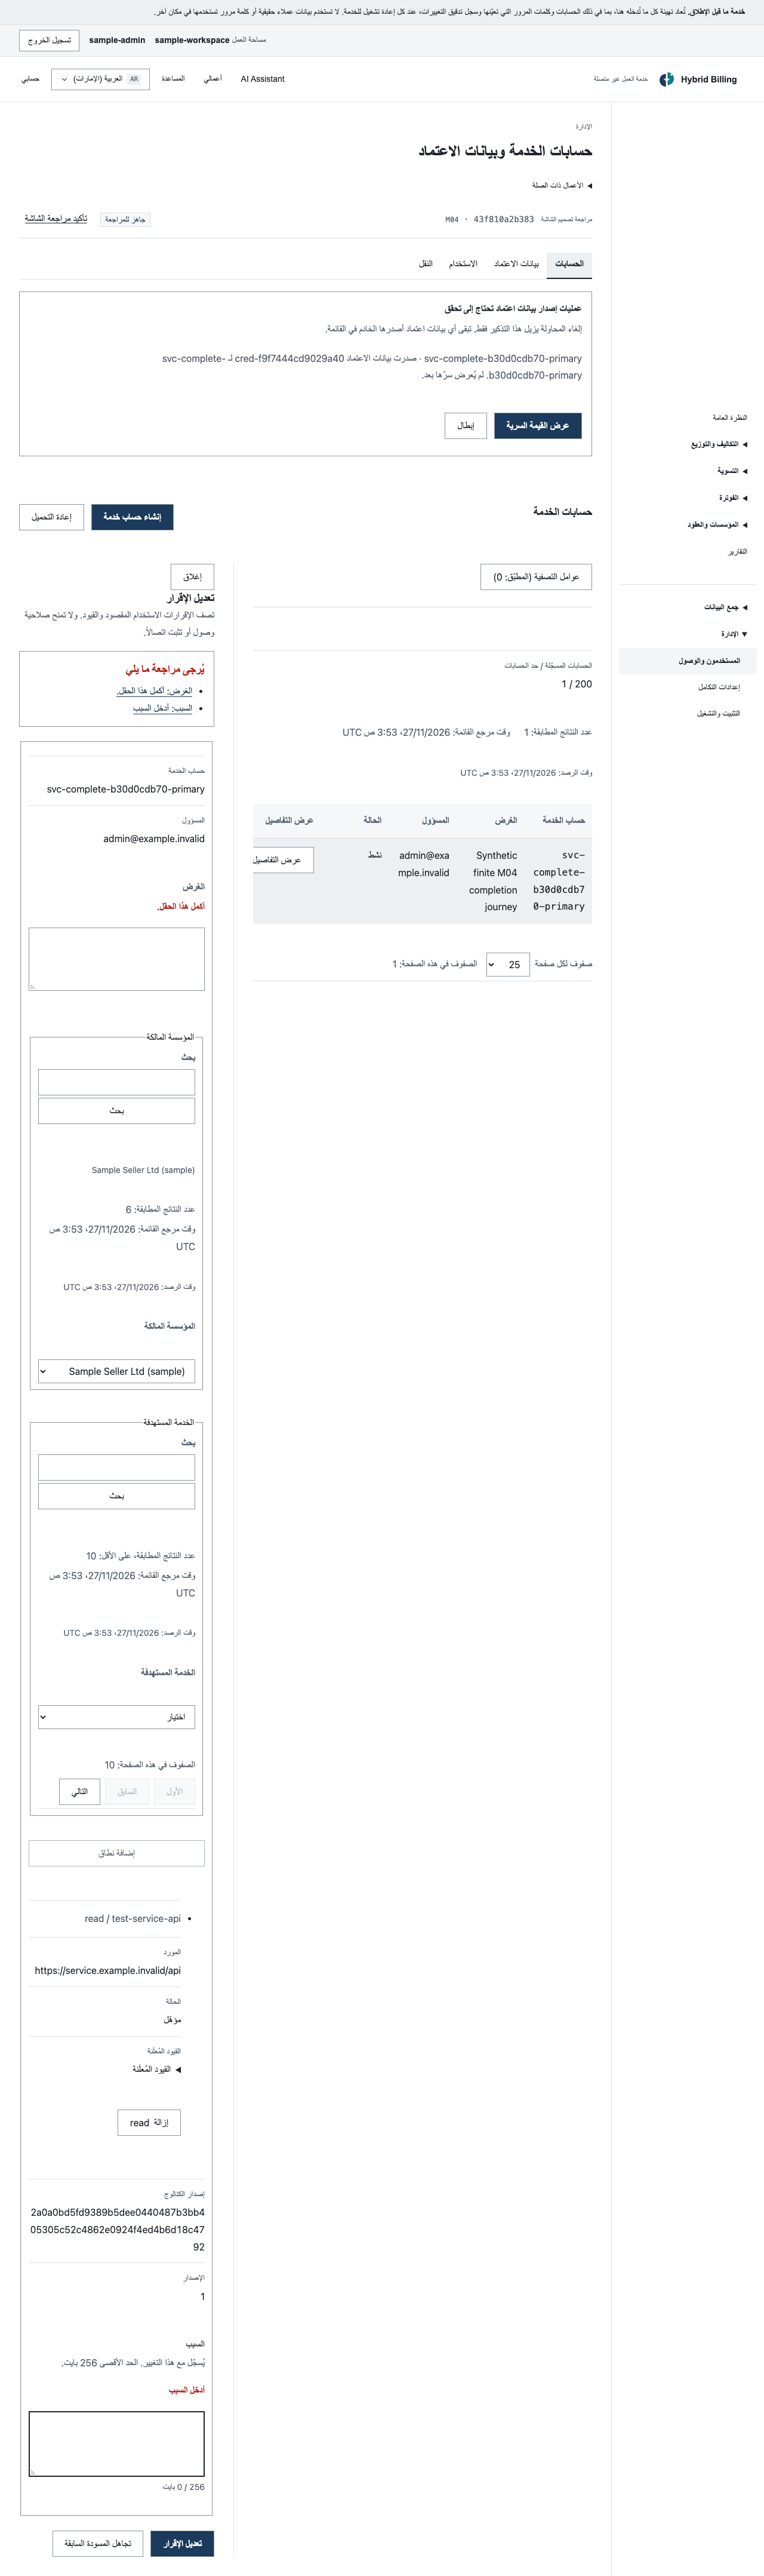 خدمة ما قبل الإطلاق. تُعاد تهيئة كل ما تُدخله هنا، بما في ذلك الحسابات وكلمات المرور التي تعيّنها وسجل تدقيق التغييرات، عند كل إعادة تشغيل للخدمة. لا تستخدم بيانات عملاء حقيقية أو كلمة مرور تستخدمها في مكان آخر.
مساحة العمل sample-workspace sample-admin تسجيل الخروج
Hybrid Billing خدمة العمل غير متصلة AI Assistant أعمالي المساعدة AR العربية (الإمارات) حسابي
النظرة العامة
التكاليف والتوزيع
التسوية
الفوترة
المؤسسات والعقود
التقارير
جمع البيانات
الإدارة
المستخدمون والوصول
إعدادات التكامل
التثبيت والتشغيل
الإدارة
حسابات الخدمة وبيانات الاعتماد
الأعمال ذات الصلة
مراجعة تصميم الشاشة M04 · 43f810a2b383 جاهز للمراجعة تأكيد مراجعة الشاشة
الحسابات بيانات الاعتماد الاستخدام النقل
عمليات إصدار بيانات اعتماد تحتاج إلى تحقق
إلغاء المحاولة يزيل هذا التذكير فقط. تبقى أي بيانات اعتماد أصدرها الخادم في القائمة.
svc-complete-b30d0cdb70-primary · صدرت بيانات الاعتماد cred-f9f7444cd9029a40 لـ svc-complete-
b30d0cdb70-primary. لم يُعرض سرّها بعد.
عرض القيمة السرية إبطال
حسابات الخدمة إنشاء حساب خدمة إعادة التحميل
عوامل التصفية (المطبّق: 0)
الحسابات المسجّلة / حد الحسابات
1 / 200
عدد النتائج المطابقة: 1 وقت مرجع القائمة: 27/11/2026، 3:53 ص UTC
وقت الرصد: 27/11/2026، 3:53 ص UTC
حساب الخدمة الغرض المسؤول الحالة عرض التفاصيل
svc-complete-b30d0cdb70-primary Synthetic finite M04 completion journey admin@example.invalid نشط عرض التفاصيل
صفوف لكل صفحة 25 الصفوف في هذه الصفحة: 1
إغلاق
تعديل الإقرار
تصف الإقرارات الاستخدام المقصود والقيود. ولا تمنح صلاحية
وصول أو تثبت اتصالاً.
يُرجى مراجعة ما يلي
الغرض: أكمل هذا الحقل.
السبب: أدخل السبب
حساب الخدمة
svc-complete-b30d0cdb70-primary
المسؤول
admin@example.invalid
الغرض
أكمل هذا الحقل.
المؤسسة المالكة
بحث
بحث
Sample Seller Ltd (sample)
عدد النتائج المطابقة: 6
وقت مرجع القائمة: 27/11/2026، 3:53 ص
UTC
وقت الرصد: 27/11/2026، 3:53 ص UTC
المؤسسة المالكة
Sample Seller Ltd (sample)
الخدمة المستهدفة
بحث
بحث
عدد النتائج المطابقة، على الأقل: 10
وقت مرجع القائمة: 27/11/2026، 3:53 ص
UTC
وقت الرصد: 27/11/2026، 3:53 ص UTC
الخدمة المستهدفة
اختيار
الصفوف في هذه الصفحة: 10
الأول السابق التالي
إضافة نطاق
read / test-service-api
المورد
https://service.example.invalid/api
الحالة
مؤهّل
القيود المُعلَنة
القيود المُعلَنة
إزالة read
إصدار الكتالوج
2a0a0bd5fd9389b5dee0440487b3bb4
05305c52c4862e0924f4ed4b6d18c47
92
الإصدار
1
السبب
يُسجّل مع هذا التغيير. الحد الأقصى 256 بايت.
أدخل السبب
256 / 0 بايت
تعديل الإقرار تجاهل المسودة السابقة